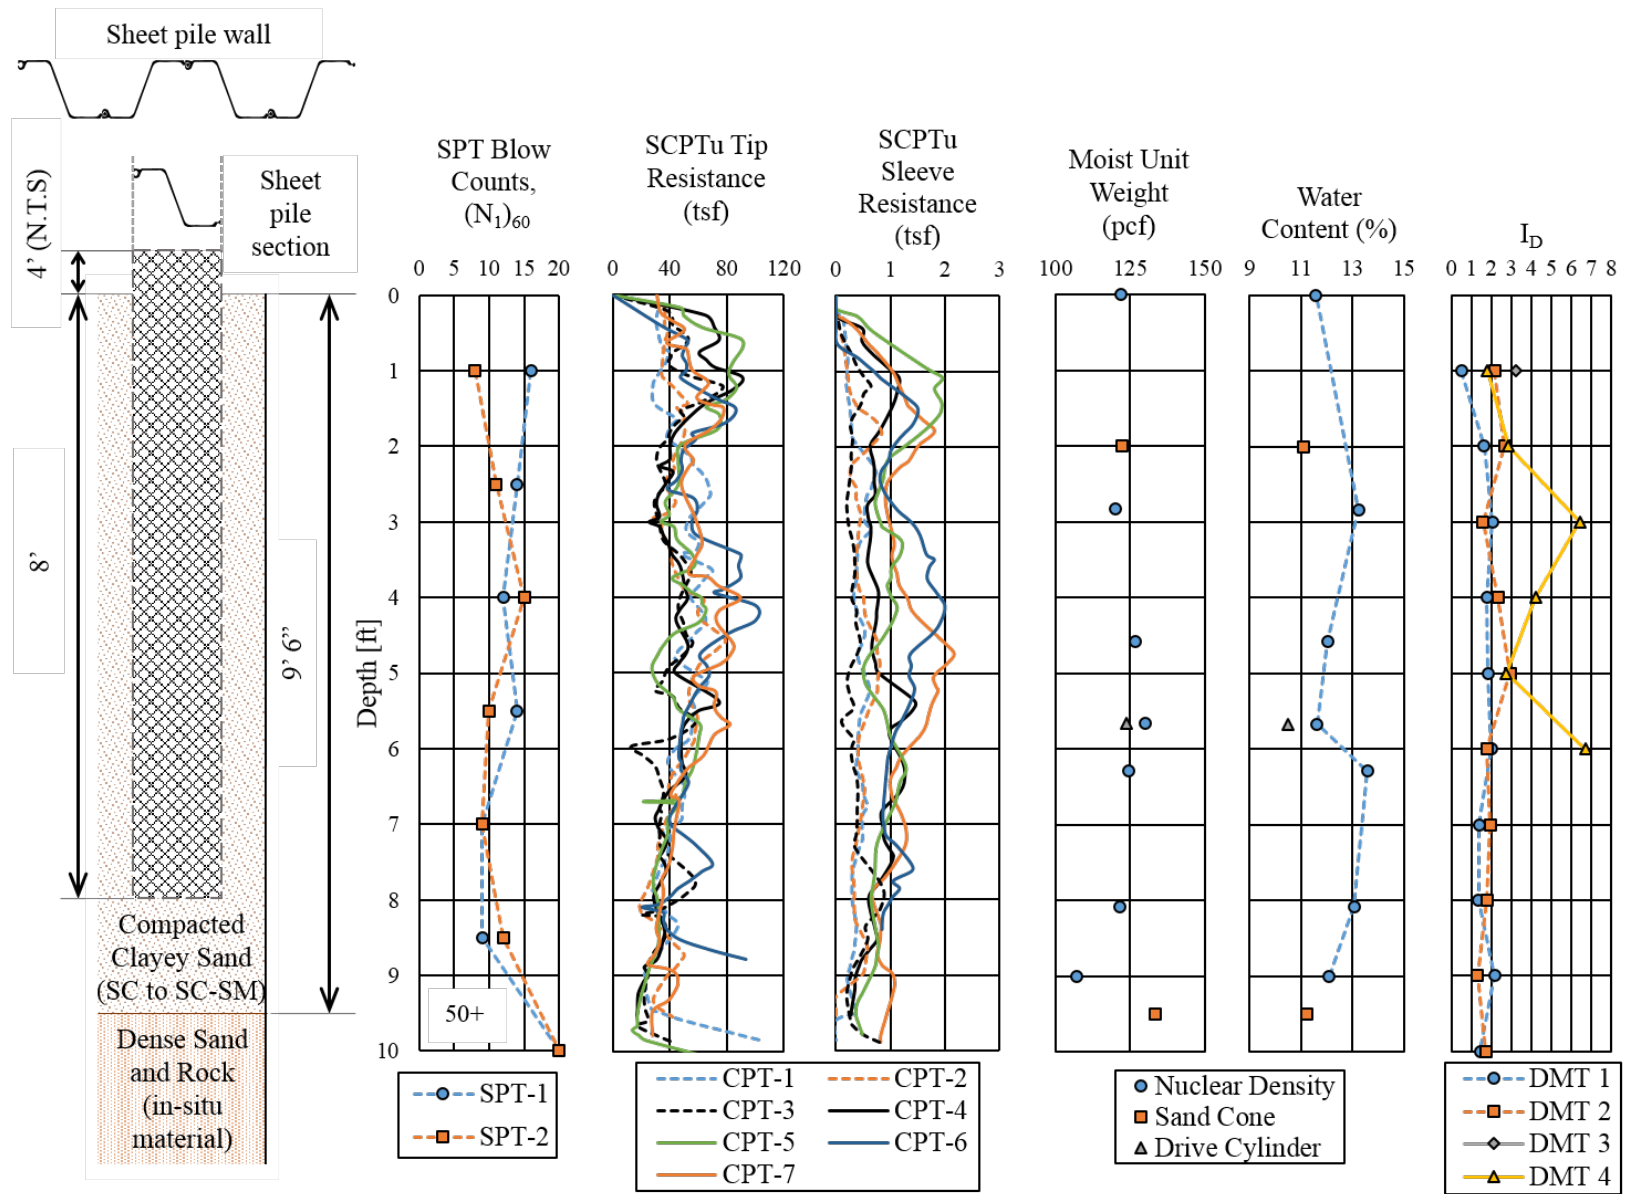 Sheet pile wall
4’ (N.T.S)
Sheet
pile
section
8’
9’ 6”
Compacted
Clayey Sand
(SC to SC-SM)
Dense Sand
and Rock
(in-situ
material)
Depth [ft]
SPT Blow
Counts,
(N1)60
0 5 10 15 20
0
1
2
3
4
5
6
7
8
9
10
50+
SPT-1
SPT-2
SCPTu Tip
Resistance
(tsf)
0 40 80 120
SCPTu
Sleeve
Resistance
(tsf)
0 1 2 3
CPT-1 CPT-2
CPT-3 CPT-4
CPT-5 CPT-6
CPT-7
Moist Unit
Weight
(pcf)
100 125 150
Water
Content (%)
9 11 13 15
Nuclear Density
Sand Cone
Drive Cylinder
ID
0 1 2 3 4 5 6 7 8
DMT 1
DMT 2
DMT 3
DMT 4